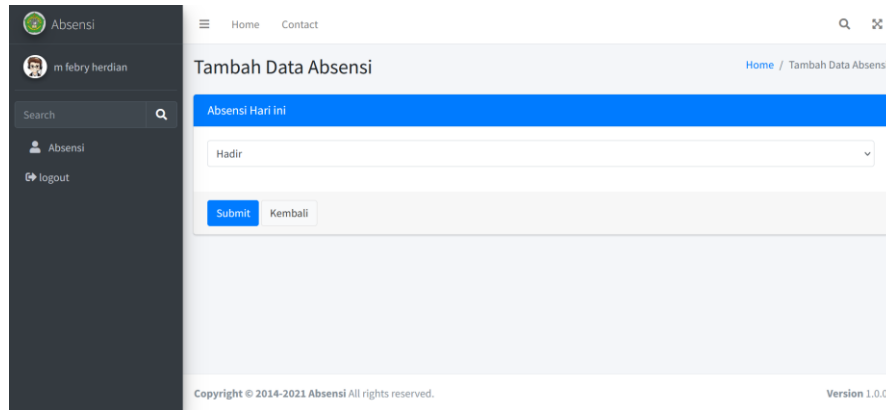 Absensi
Home Contact
m febry herdian
Tambah Data Absensi
Home / Tambah Data Absensi
Search
Absensi Hari ini
Absensi
Hadir
logout
Submit Kembali
Copyright © 2014-2021 Absensi All rights reserved.
Version 1.0.0